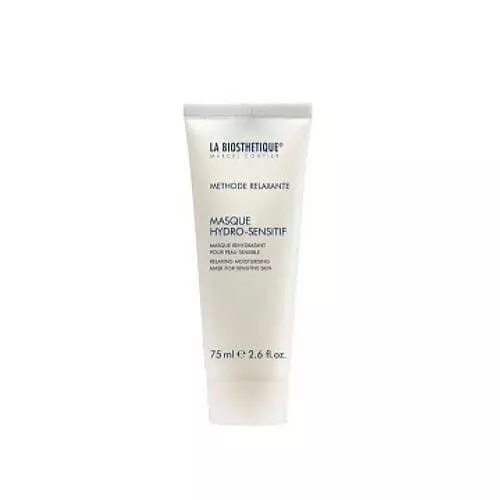 LA BIOSTHETIQUE®
MARCEL CONTIER
METHODE RELAXANTE
MASQUE
HYDRO-SENSITIF
MASQUE RÉHYDRATANT
POUR PEAU SENSIBLE
RELAXING MOISTURISING
MASK FOR SENSITIVE SKIN
75 ml ℮ 2.6 fl.oz.